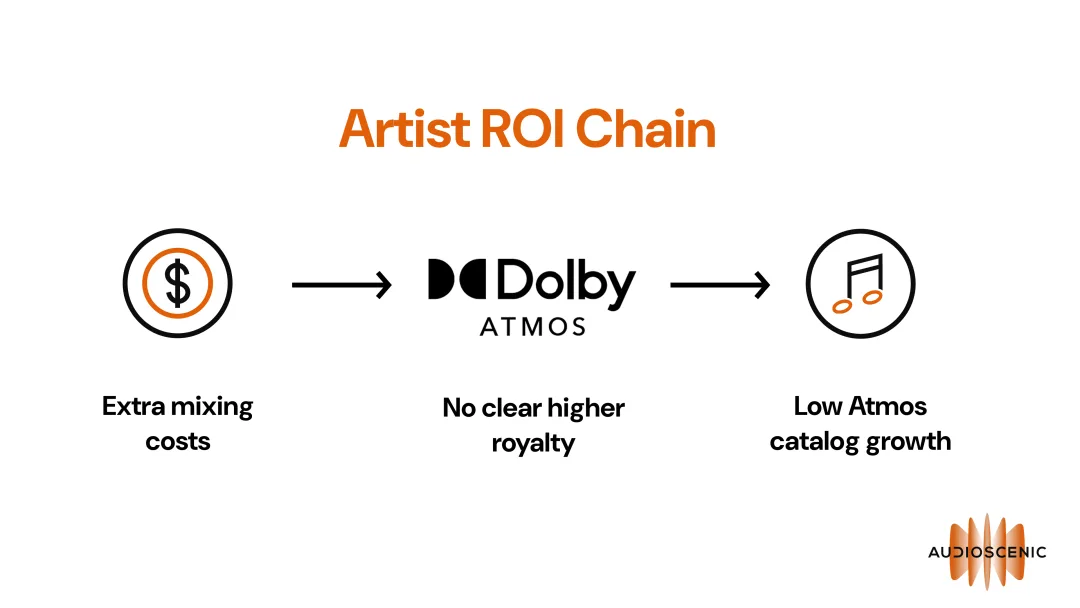 Artist ROI Chain
$
Dolby
ATMOS
Extra mixing
costs
No clear higher
royalty
Low Atmos
catalog growth
AUDIOSCENIC